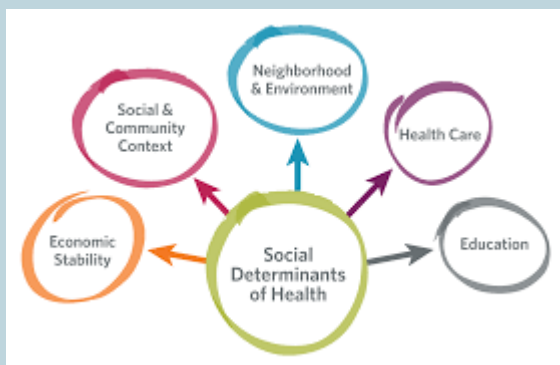 Neighborhood
& Environment
Social &
Community
Context
Health Care
Economic
Stability
Education
Social
Determinants
of Health